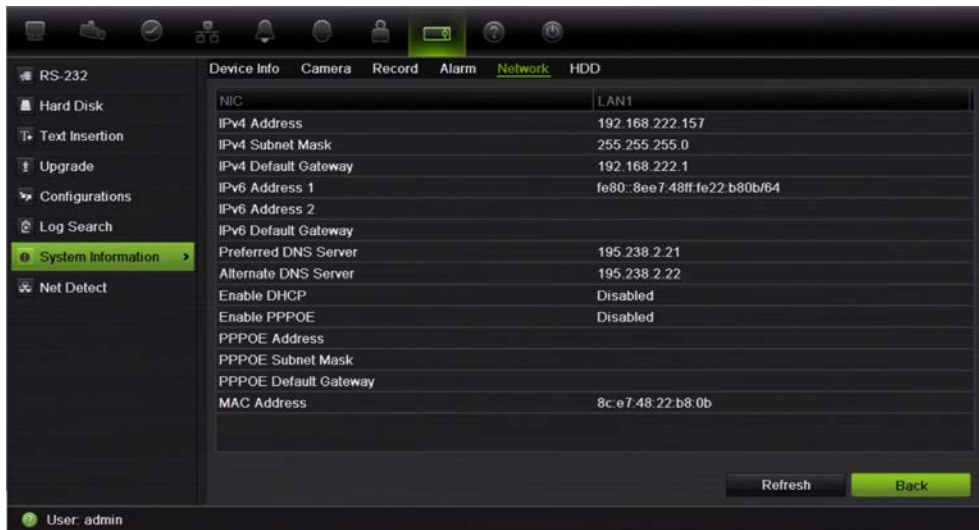 Device Info Camera Record Alarm Network HDD
RS-232
Hard Disk
Text Insertion
Upgrade
Configurations
Log Search
System Information
Net Detect
NIC LAN1
IPv4 Address 192.168.222.157
IPv4 Subnet Mask 255.255.255.0
IPv4 Default Gateway 192.168.222.1
IPv6 Address 1 fe80::8ee7:48ff:fe22:b80b/64
IPv6 Address 2
IPv6 Default Gateway
Preferred DNS Server 195.238.2.21
Alternate DNS Server 195.238.2.22
Enable DHCP Disabled
Enable PPPOE Disabled
PPPOE Address
PPPOE Subnet Mask
PPPOE Default Gateway
MAC Address 8c:e7:48:22:b8:0b
Refresh Back
User: admin